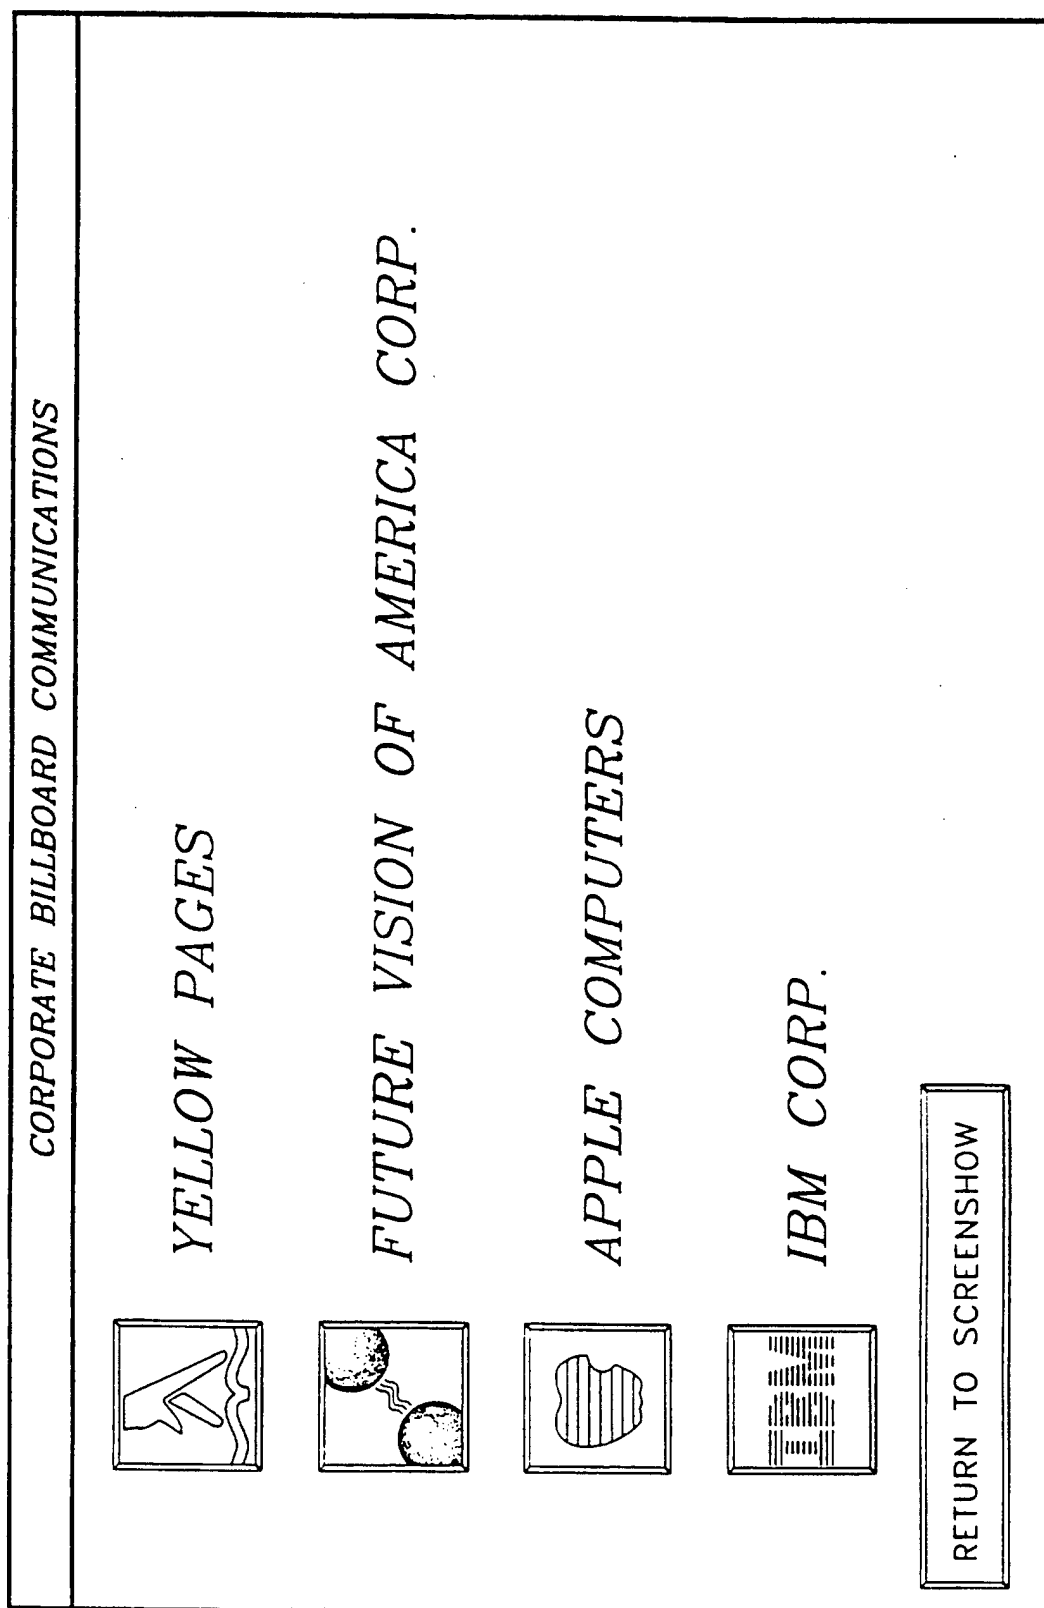 CORPORATE BILLBOARD COMMUNICATIONS
YELLOW PAGES
FUTURE VISION OF AMERICA CORP.
APPLE COMPUTERS
IBM
IBM CORP.
RETURN TO SCREENSHOW